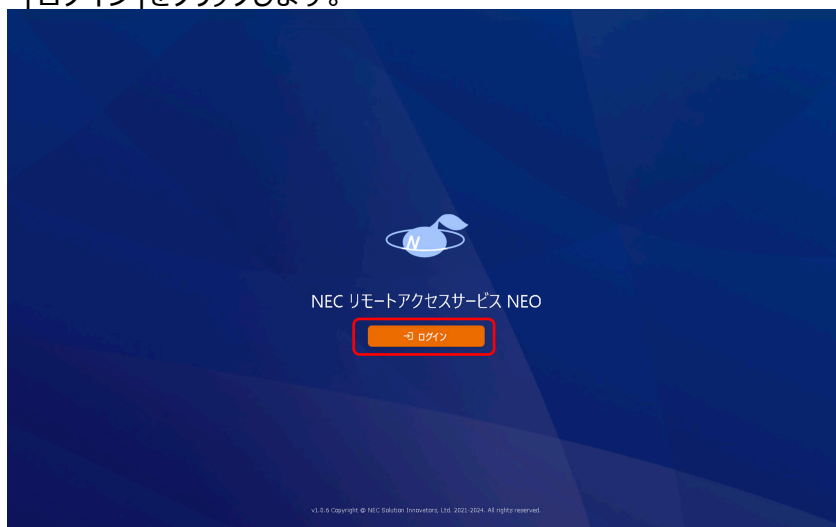 「ログイン」をクリックします。
N
NEC リモートアクセスサービス NEO
ログイン
v1.8.6 Copyright © NEC Solution Innovators, Ltd. 2021-2024. All rights reserved.